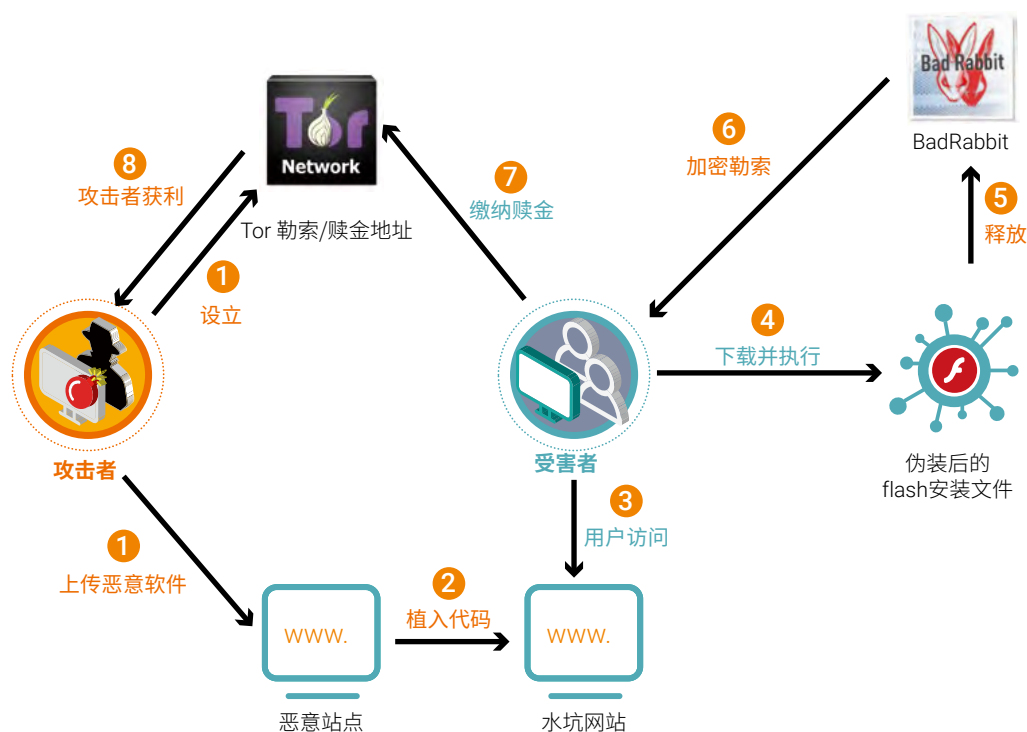 Bad Rabbit
BadRabbit
Tor
Network
Tor 勒索/赎金地址
8
攻击者获利
1
设立
7
缴纳赎金
6
加密勒索
5
释放
4
下载并执行
攻击者
受害者
伪装后的
flash安装文件
3
用户访问
1
上传恶意软件
2
植入代码
www.
www.
恶意站点
水坑网站